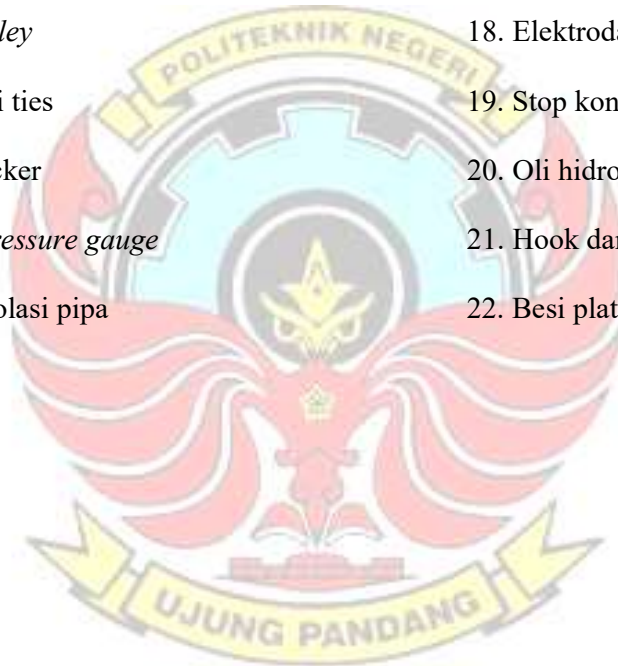 POLITEKNIK NEGERI
ley
i ties
ker
ressure gauge
olasi pipa
18. Elektroda
19. Stop kon
20. Oli hidro
21. Hook dan
22. Besi plat
UJUNG PANDANG